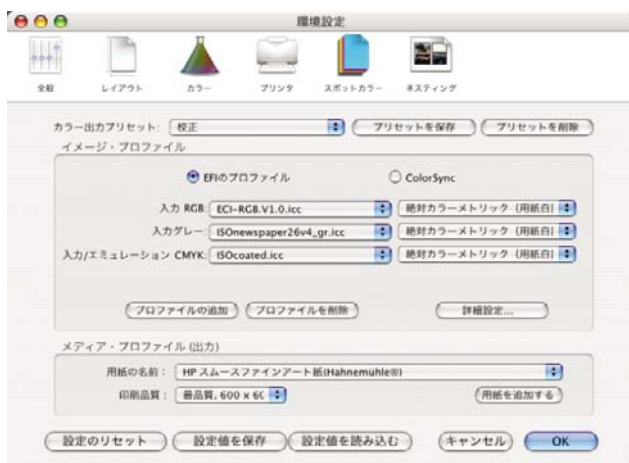 環境設定
全般 レイアウト カラー プリンタ スポットカラー ネスティング
カラー出力プリセット: 校正 プリセットを保存 プリセットを削除
イメージ・プロファイル
EFIのプロファイル ColorSync
入力 RGB: ECI-RGB.V1.0.icc 絶対カラーメトリック (用紙白)
入力グレー: ISOnewspaper26v4_gr.icc 絶対カラーメトリック (用紙白)
入力/エミュレーション CMYK: ISOcoated.icc 絶対カラーメトリック (用紙白)
プロファイルの追加 プロファイルを削除 詳細設定...
メディア・プロファイル (出力)
用紙の名前: HP スムースファインアート紙(Hahnemühle®)
印刷品質: 最品質, 600 x 60 用紙を追加する
設定のリセット 設定値を保存 設定値を読み込む キャンセル OK